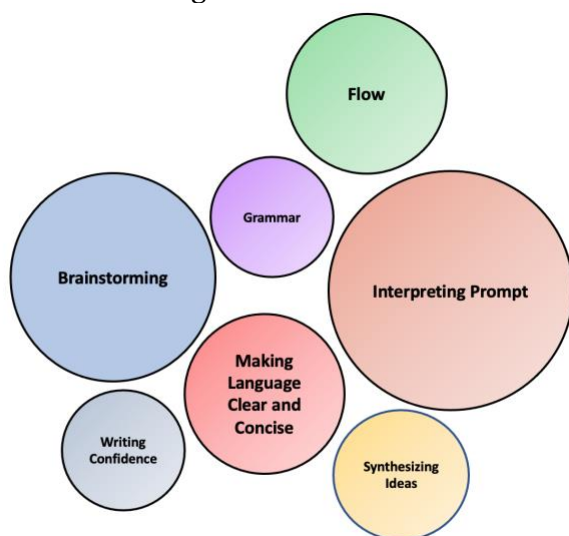 Flow
Grammar
Brainstorming
Interpreting Prompt
Making
Language
Clear and
Concise
Writing
Confidence
Synthesizing
Ideas